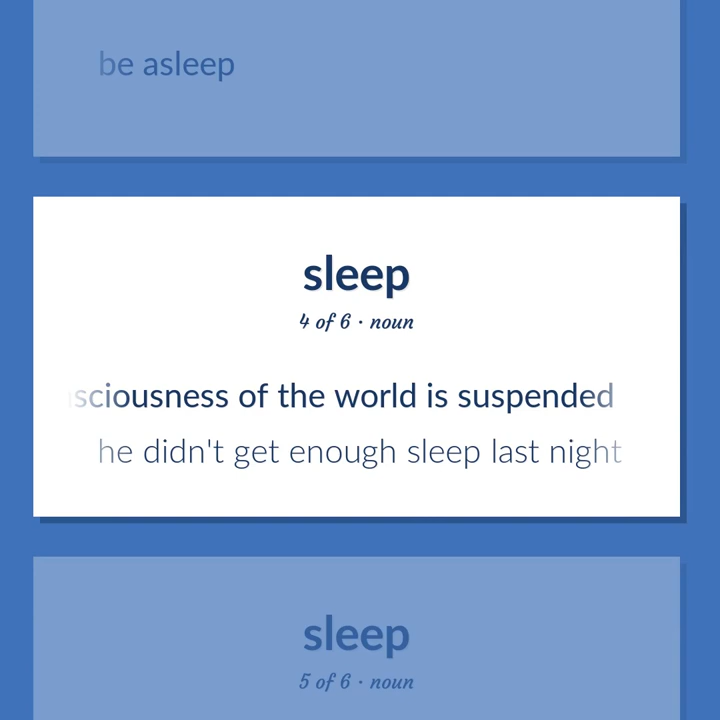 be asleep
sleep
4 of 6 · noun
sciousness of the world is suspended
he didn't get enough sleep last night
sleep
5 of 6 · noun